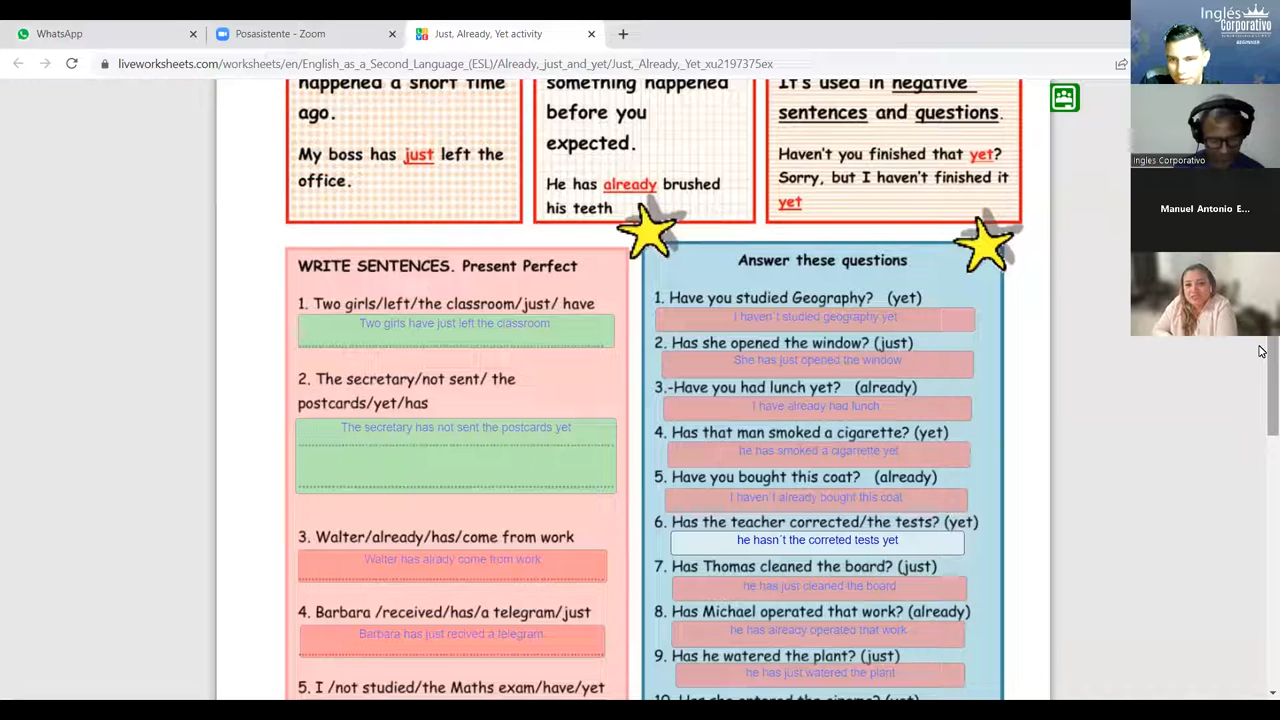 WhatsApp
Posasistente - Zoom
Just, Already, Yet activity
liveworksheets.com/worksheets/en/English_as_a_Second_Language_(ESL)/Already,_just_and_yet/Just,_Already,_Yet_xu2197375ex
Inglés
Corporativo
BEGINNER
Ingles Corporativo
Manuel Antonio E...
happened a short time
ago.
My boss has just left the
office.
something happened
before you
expected.
He has already brushed
his teeth
It's used in negative
sentences and questions.
Haven't you finished that yet?
Sorry, but I haven't finished it
yet
WRITE SENTENCES. Present Perfect
1. Two girls/left/the classroom/just/ have
Two girls have just left the classroom
2. The secretary/not sent/ the
postcards/yet/has
The secretary has not sent the postcards yet
3. Walter/already/has/come from work
Walter has alrady come from work
4. Barbara /received/has/a telegram/just
Barbara has just recived a telegram
5. I /not studied/the Maths exam/have/yet
Answer these questions
1. Have you studied Geography? (yet)
I haven´t studied geography yet
2. Has she opened the window? (just)
She has just opened the window
3.-Have you had lunch yet? (already)
I have already had lunch
4. Has that man smoked a cigarette? (yet)
he has smoked a cigarrette yet
5. Have you bought this coat? (already)
I haven´t already bought this coat
6. Has the teacher corrected/the tests? (yet)
he hasn´t the correted tests yet
7. Has Thomas cleaned the board? (just)
he has just cleaned the board
8. Has Michael operated that work? (already)
he has already operated that work
9. Has he watered the plant? (just)
he has just watered the plant